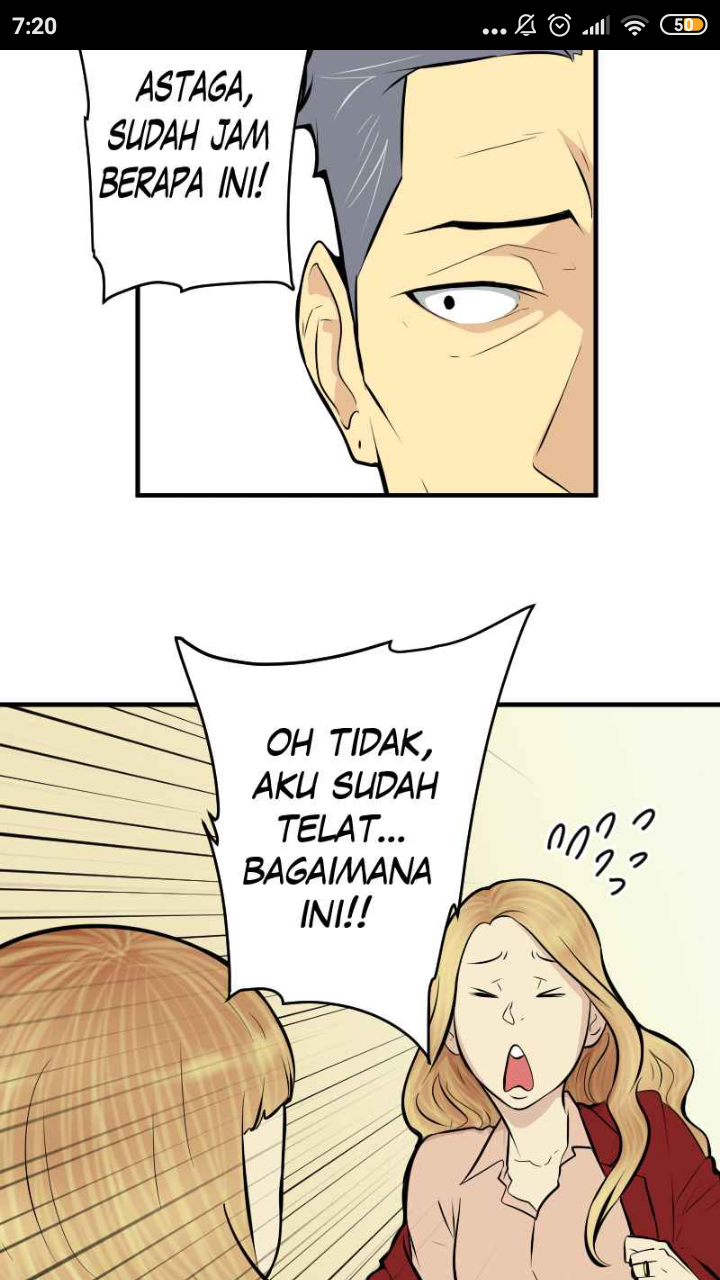 7:20
50
ASTAGA,
SUDAH JAM
BERAPA INI!
OH TIDAK,
AKU SUDAH
TELAT...
BAGAIMANA
INI!!